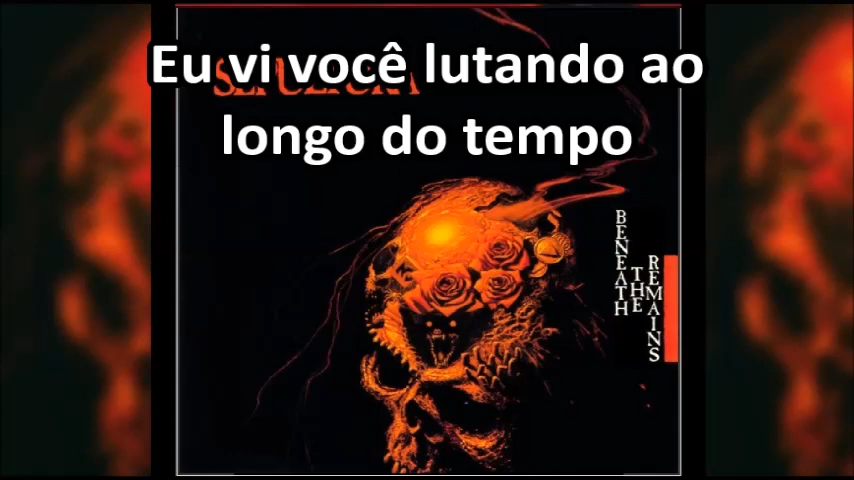 Eu vi você lutando ao
SEPULTURA
longo do tempo
BENEATH
THE
REMAINS